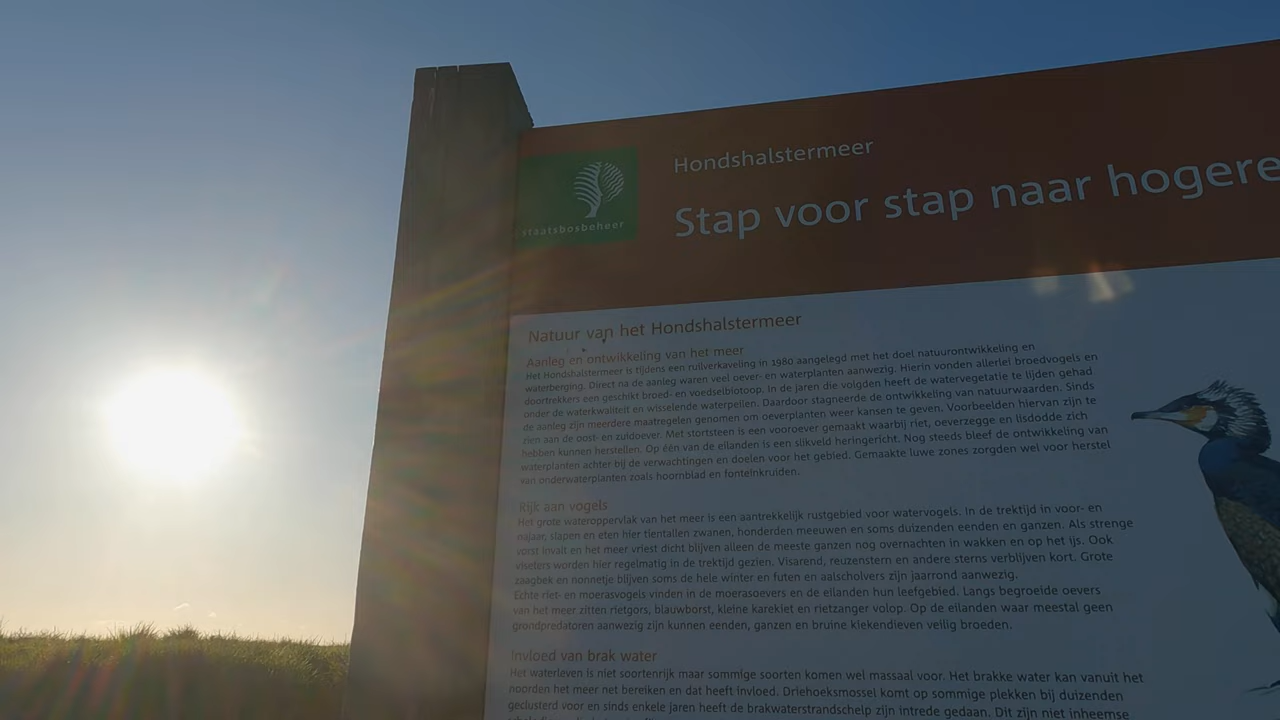 staatsbosbeheer
Hondshalstermeer
Stap voor stap naar hogere
Natuur van het Hondshalstermeer
Aanleg en ontwikkeling van het meer
Het Hondshalstermeer is tijdens een ruilverkaveling in 1980 aangelegd met het doel natuurontwikkeling en
waterberging. Direct na de aanleg waren veel oever- en waterplanten aanwezig. Hierin vonden allerlei broedvogels en
doortrekkers een geschikt broed- en voedselbiotoop. In de jaren die volgden heeft de watervegetatie te lijden gehad
onder de waterkwaliteit en wisselende waterpeilen. Daardoor stagneerde de ontwikkeling van natuurwaarden. Sinds
de aanleg zijn meerdere maatregelen genomen om oeverplanten weer kansen te geven. Voorbeelden hiervan zijn te
zien aan de oost- en zuidoever. Met stortsteen is een vooroever gemaakt waarbij riet, oeverzegge en lisdodde zich
hebben kunnen herstellen. Op één van de eilanden is een slikveld heringericht. Nog steeds bleef de ontwikkeling van
waterplanten achter bij de verwachtingen en doelen voor het gebied. Gemaakte luwe zones zorgden wel voor herstel
van onderwaterplanten zoals hoornblad en fonteinkruiden.
Rijk aan vogels
Het grote wateroppervlak van het meer is een aantrekkelijk rustgebied voor watervogels. In de trektijd in voor- en
najaar, slapen en eten hier tientallen zwanen, honderden meeuwen en soms duizenden eenden en ganzen. Als strenge
vorst invalt en het meer vriest dicht blijven alleen de meeste ganzen nog overnachten in wakken en op het ijs. Ook
viseters worden hier regelmatig in de trektijd gezien. Visarend, reuzenstern en andere sterns verblijven kort. Grote
zaagbek en nonnetje blijven soms de hele winter en futen en aalscholvers zijn jaarrond aanwezig.
Echte riet- en moerasvogels vinden in de moerasoevers en de eilanden hun leefgebied. Langs begroeide oevers
van het meer zitten rietgors, blauwborst, kleine karekiet en rietzanger volop. Op de eilanden waar meestal geen
grondpredatoren aanwezig zijn kunnen eenden, ganzen en bruine kiekendieven veilig broeden.
Invloed van brak water
Het waterleven is niet soortenrijk maar sommige soorten komen wel massaal voor. Het brakke water kan vanuit het
noorden het meer net bereiken en dat heeft invloed. Driehoeksmossel komt op sommige plekken bij duizenden
geclusterd voor en sinds enkele jaren heeft de brakwaterstrandschelp zijn intrede gedaan. Dit zijn niet inheemse